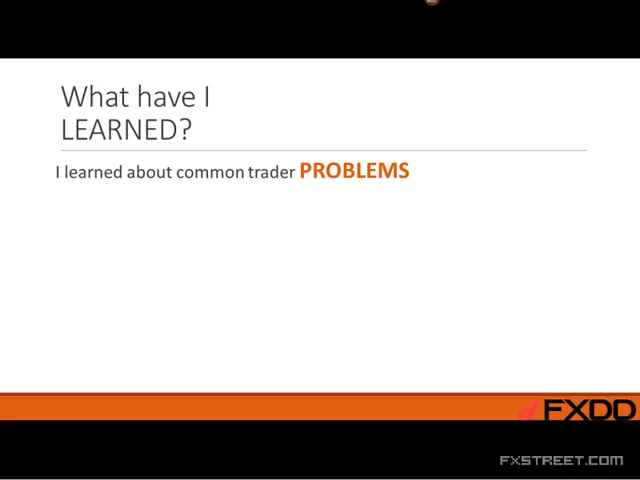 What have I
LEARNED?
I learned about common trader PROBLEMS
FXDD
FXSTREET.COM